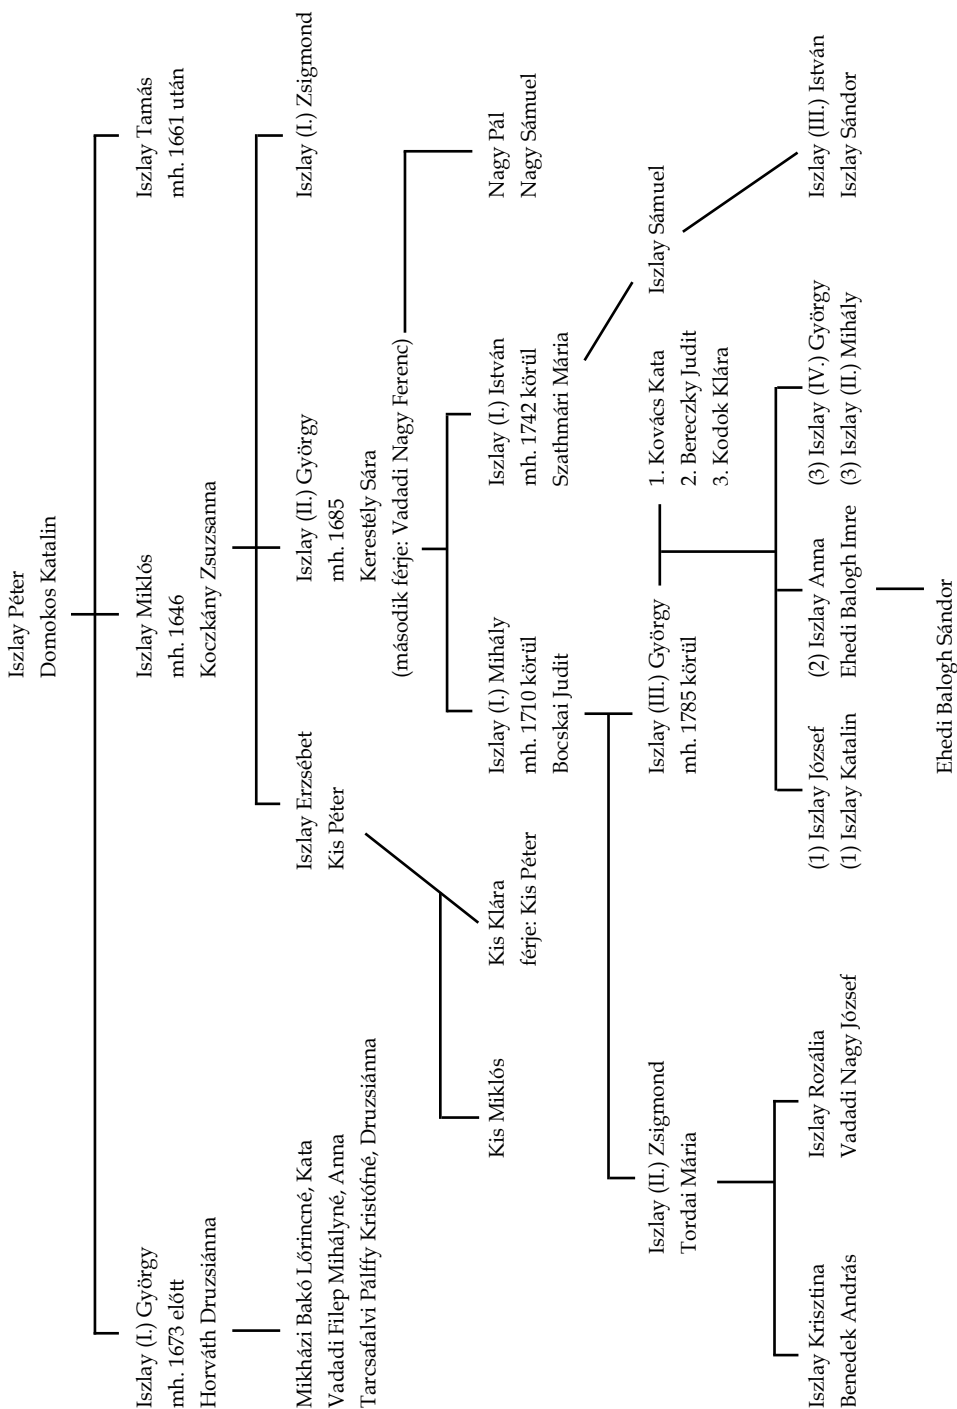 Iszlay Péter
Domokos Katalin
Iszlay (I.) György
mh. 1673 előtt
Horváth Druzsiánna
Iszlay Miklós
mh. 1646
Koczkány Zsuzsanna
Iszlay Tamás
mh. 1661 után
Mikházi Bakó Lőrincné, Kata
Vadadi Filep Mihályné, Anna
Tarcsafalvi Pálffy Kristófné, Druzsiánna
Iszlay Erzsébet
Kis Péter
Iszlay (II.) György
mh. 1685
Kerestély Sára
(második férje: Vadadi Nagy Ferenc)
Iszlay (I.) Zsigmond
Kis Miklós
Kis Klára
férje: Kis Péter
Iszlay (I.) Mihály
mh. 1710 körül
Bocskai Judit
Iszlay (I.) István
mh. 1742 körül
Szathmári Mária
Nagy Pál
Nagy Sámuel
Iszlay (II.) Zsigmond
Tordai Mária
Iszlay (III.) György
mh. 1785 körül
1. Kovács Kata
2. Bereczky Judit
3. Kodok Klára
Iszlay Sámuel
Iszlay Krisztina
Benedek András
Iszlay Rozália
Vadadi Nagy József
(1) Iszlay József
(1) Iszlay Katalin
(2) Iszlay Anna
Ehedi Balogh Imre
(3) Iszlay (IV.) György
(3) Iszlay (II.) Mihály
Iszlay (III.) István
Iszlay Sándor
Ehedi Balogh Sándor